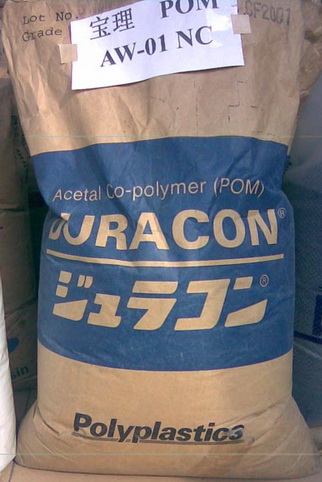 Lot No.
Grade
宝理 POM
AW-01 NC
Acetal Co-polymer (POM)
DURACON®
ジュラコン®
Polyplastics